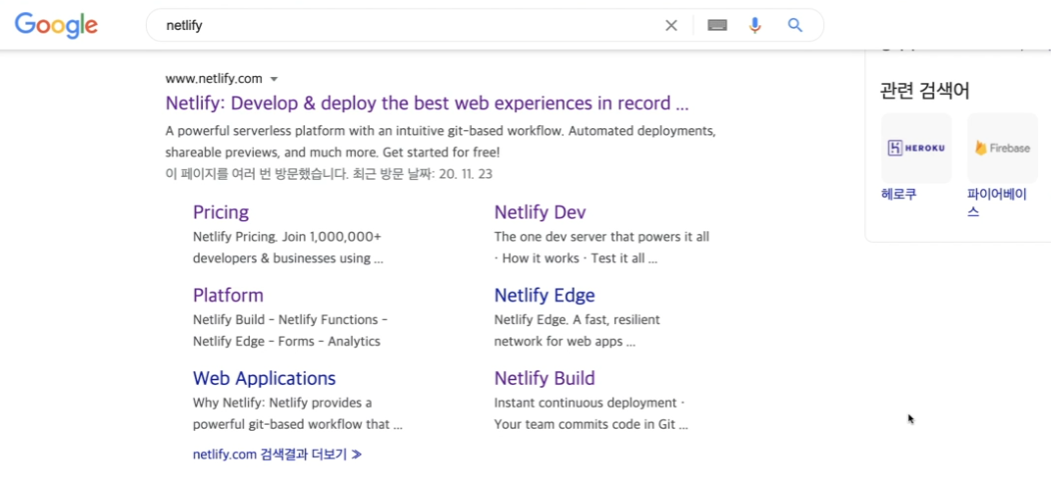 Google
netlify
www.netlify.com
Netlify: Develop & deploy the best web experiences in record ...
A powerful serverless platform with an intuitive git-based workflow. Automated deployments,
shareable previews, and much more. Get started for free!
이 페이지를 여러 번 방문했습니다. 최근 방문 날짜: 20. 11. 23
Pricing
Netlify Pricing. Join 1,000,000+
developers & businesses using ...
Netlify Dev
The one dev server that powers it all
· How it works · Test it all ...
Platform
Netlify Build – Netlify Functions –
Netlify Edge – Forms – Analytics
Netlify Edge
Netlify Edge. A fast, resilient
network for web apps ...
Web Applications
Why Netlify: Netlify provides a
powerful git-based workflow that ...
Netlify Build
Instant continuous deployment ·
Your team commits code in Git ...
netlify.com 검색결과 더보기 »
관련 검색어
HEROKU
Firebase
헤로쿠
파이어베이
스